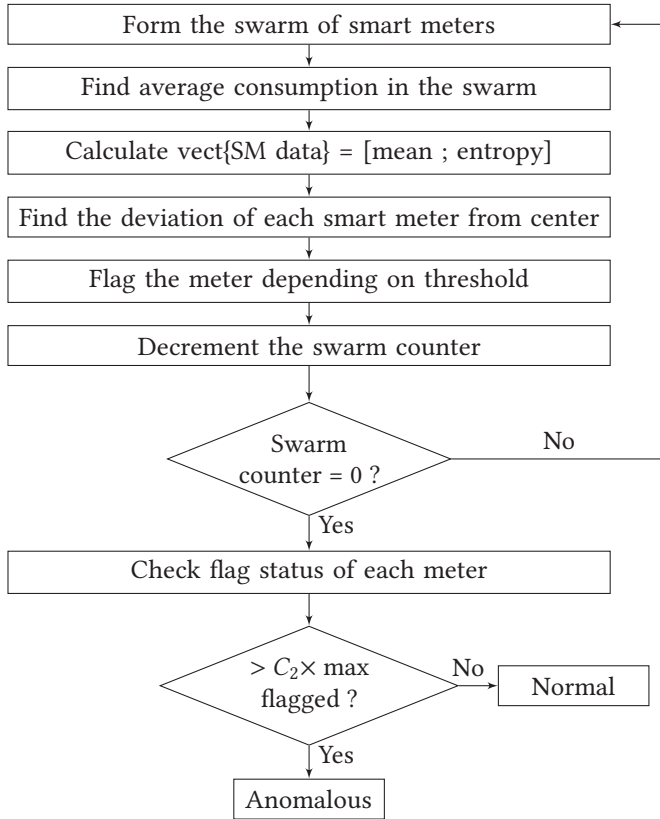 Form the swarm of smart meters
Find average consumption in the swarm
Calculate vect{SM data} = [mean ; entropy]
Find the deviation of each smart meter from center
Flag the meter depending on threshold
Decrement the swarm counter
Swarm
counter = 0 ?
No
Yes
Check flag status of each meter
> C₂× max
flagged ?
No
Normal
Yes
Anomalous